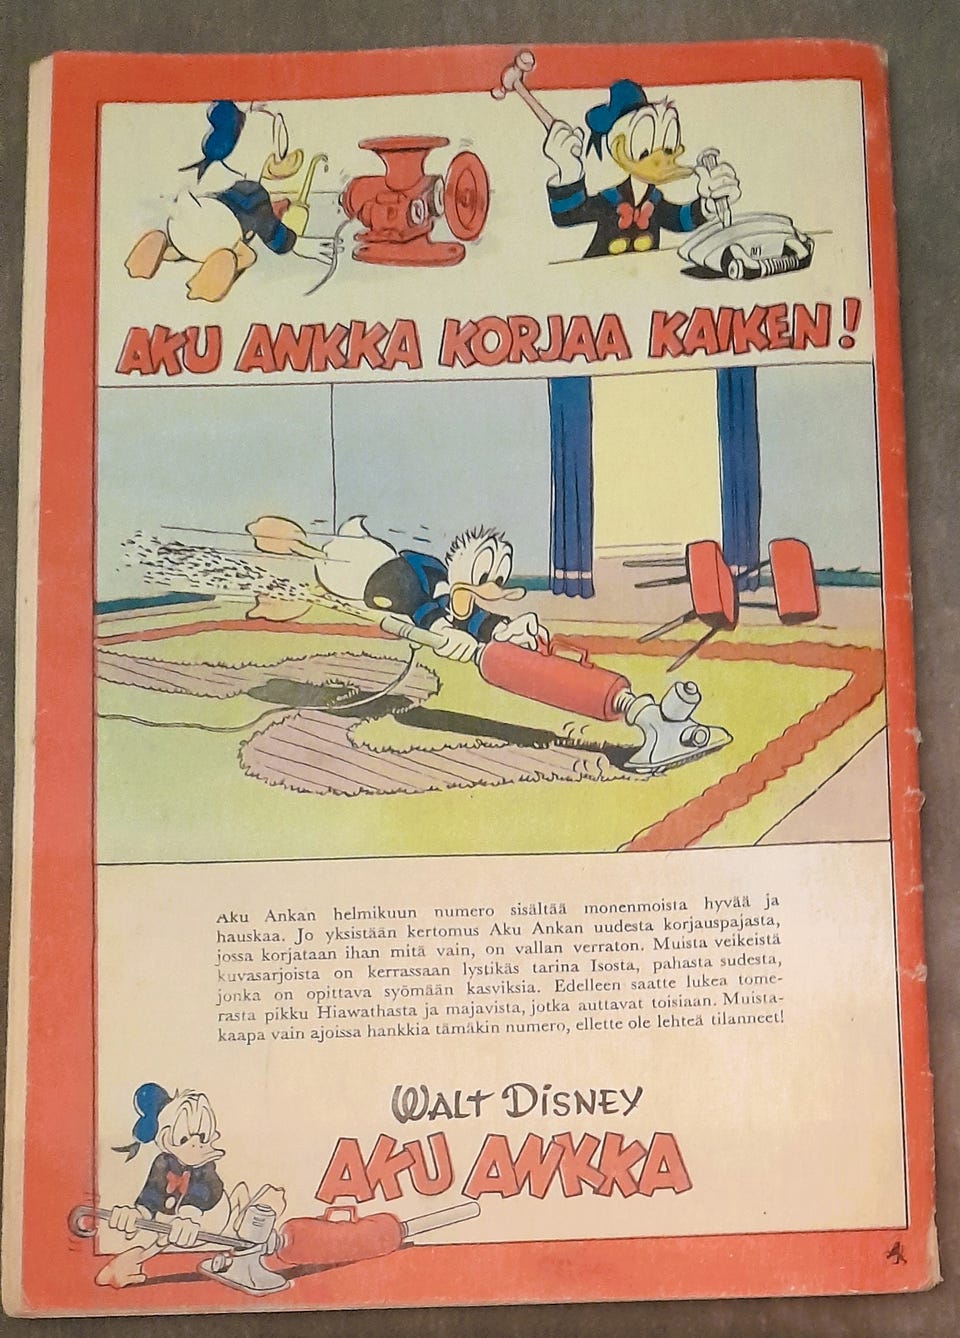 AKU ANKKA KORJAA KAIKEN!
Aku Ankan helmikuun numero sisältää monenmoista hyvää ja
hauskaa. Jo yksistään kertomus Aku Ankan uudesta korjauspajasta,
jossa korjataan ihan mitä vain, on vallan verraton. Muista veikeistä
kuvasarjoista on kerrassaan lystikäs tarina Isosta, pahasta sudesta,
jonka on opittava syömään kasviksia. Edelleen saatte lukea tome-
rasta pikku Hiawathasta ja majavista, jotka auttavat toisiaan. Muista-
kaapa vain ajoissa hankkia tämäkin numero, ellette ole lehteä tilanneet!
WALT DISNEY
AKU ANKKA